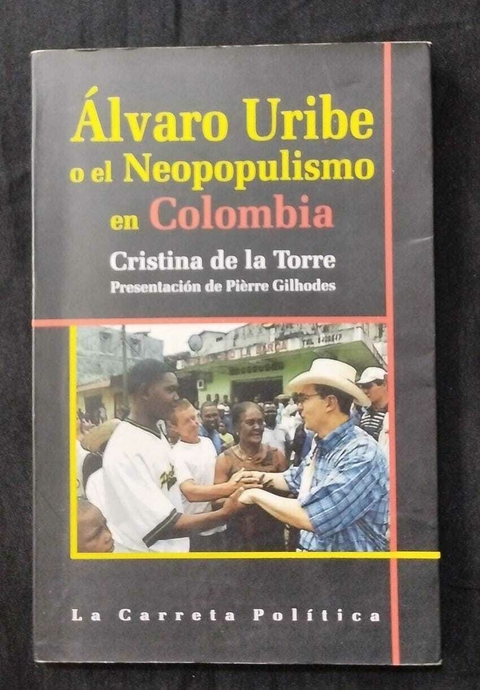 Álvaro Uribe
o el Neopopulismo
en Colombia
Cristina de la Torre
Presentación de Pièrre Gilhodes
La Carreta Política